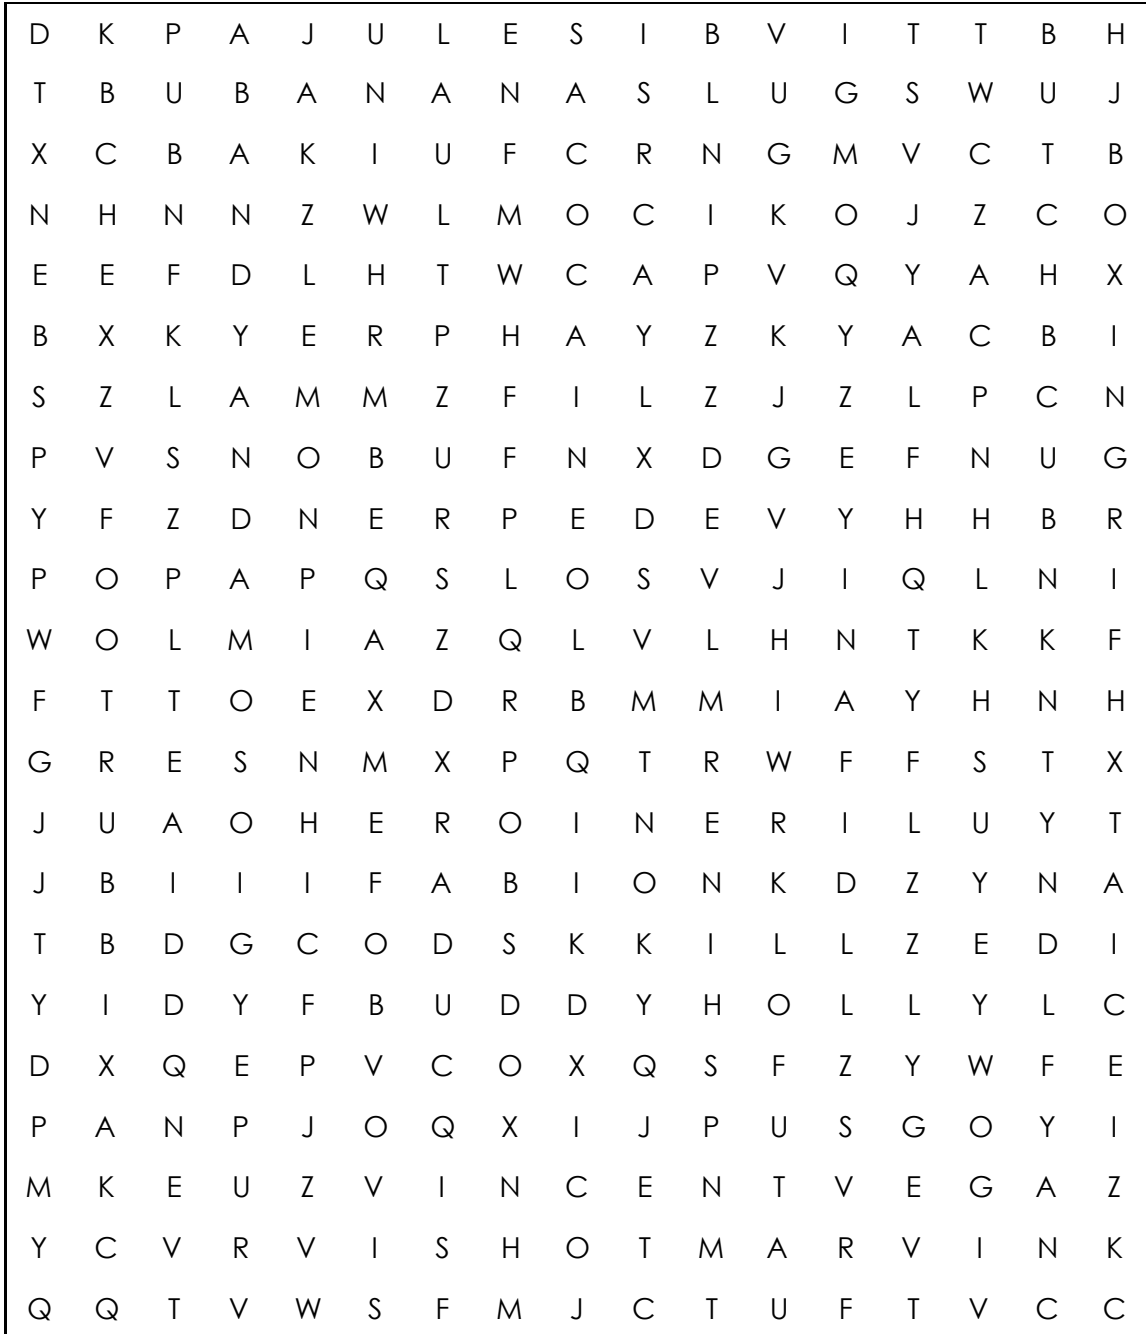 D K P A J U L E S I B V I T T B H
T B U B A N A N A S L U G S W U J
X C B A K I U F C R N G M V C T B
N H N N Z W L M O C I K O J Z C O
E E F D L H T W C A P V Q Y A H X
B X K Y E R P H A Y Z K Y A C B I
S Z L A M M Z F I L Z J Z L P C N
P V S N O B U F N X D G E F N U G
Y F Z D N E R P E D E V Y H H B R
P O P A P Q S L O S V J I Q L N I
W O L M I A Z Q L V L H N T K K F
F T T O E X D R B M M I A Y H N H
G R E S N M X P Q T R W F F S T X
J U A O H E R O I N E R I L U Y T
J B I I I F A B I O N K D Z Y N A
T B D G C O D S K K I L L Z E D I
Y I D Y F B U D D Y H O L L Y L C
D X Q E P V C O X Q S F Z Y W F E
P A N P J O Q X I J P U S G O Y I
M K E U Z V I N C E N T V E G A Z
Y C V R V I S H O T M A R V I N K
Q Q T V W S F M J C T U F T V C C